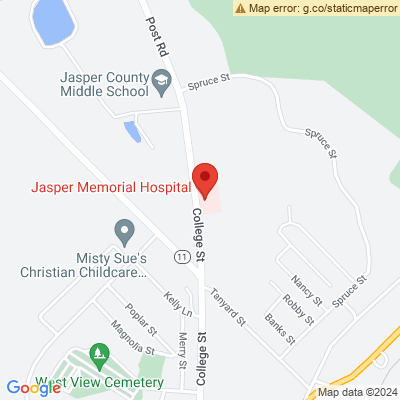 Map error: g.co/staticmaperror
Post Rd
Jasper County
Middle School
Spruce St
Spruce St
Jasper Memorial Hospital
College St
Misty Sue's
Christian Childcare...
11
Kelly Ln
Tanyard St
Nancy St
Robby St
Spruce St
Banks St
Poplar St
Magnolia St
Merry St
College St
West View Cemetery
Google
Map data ©2024